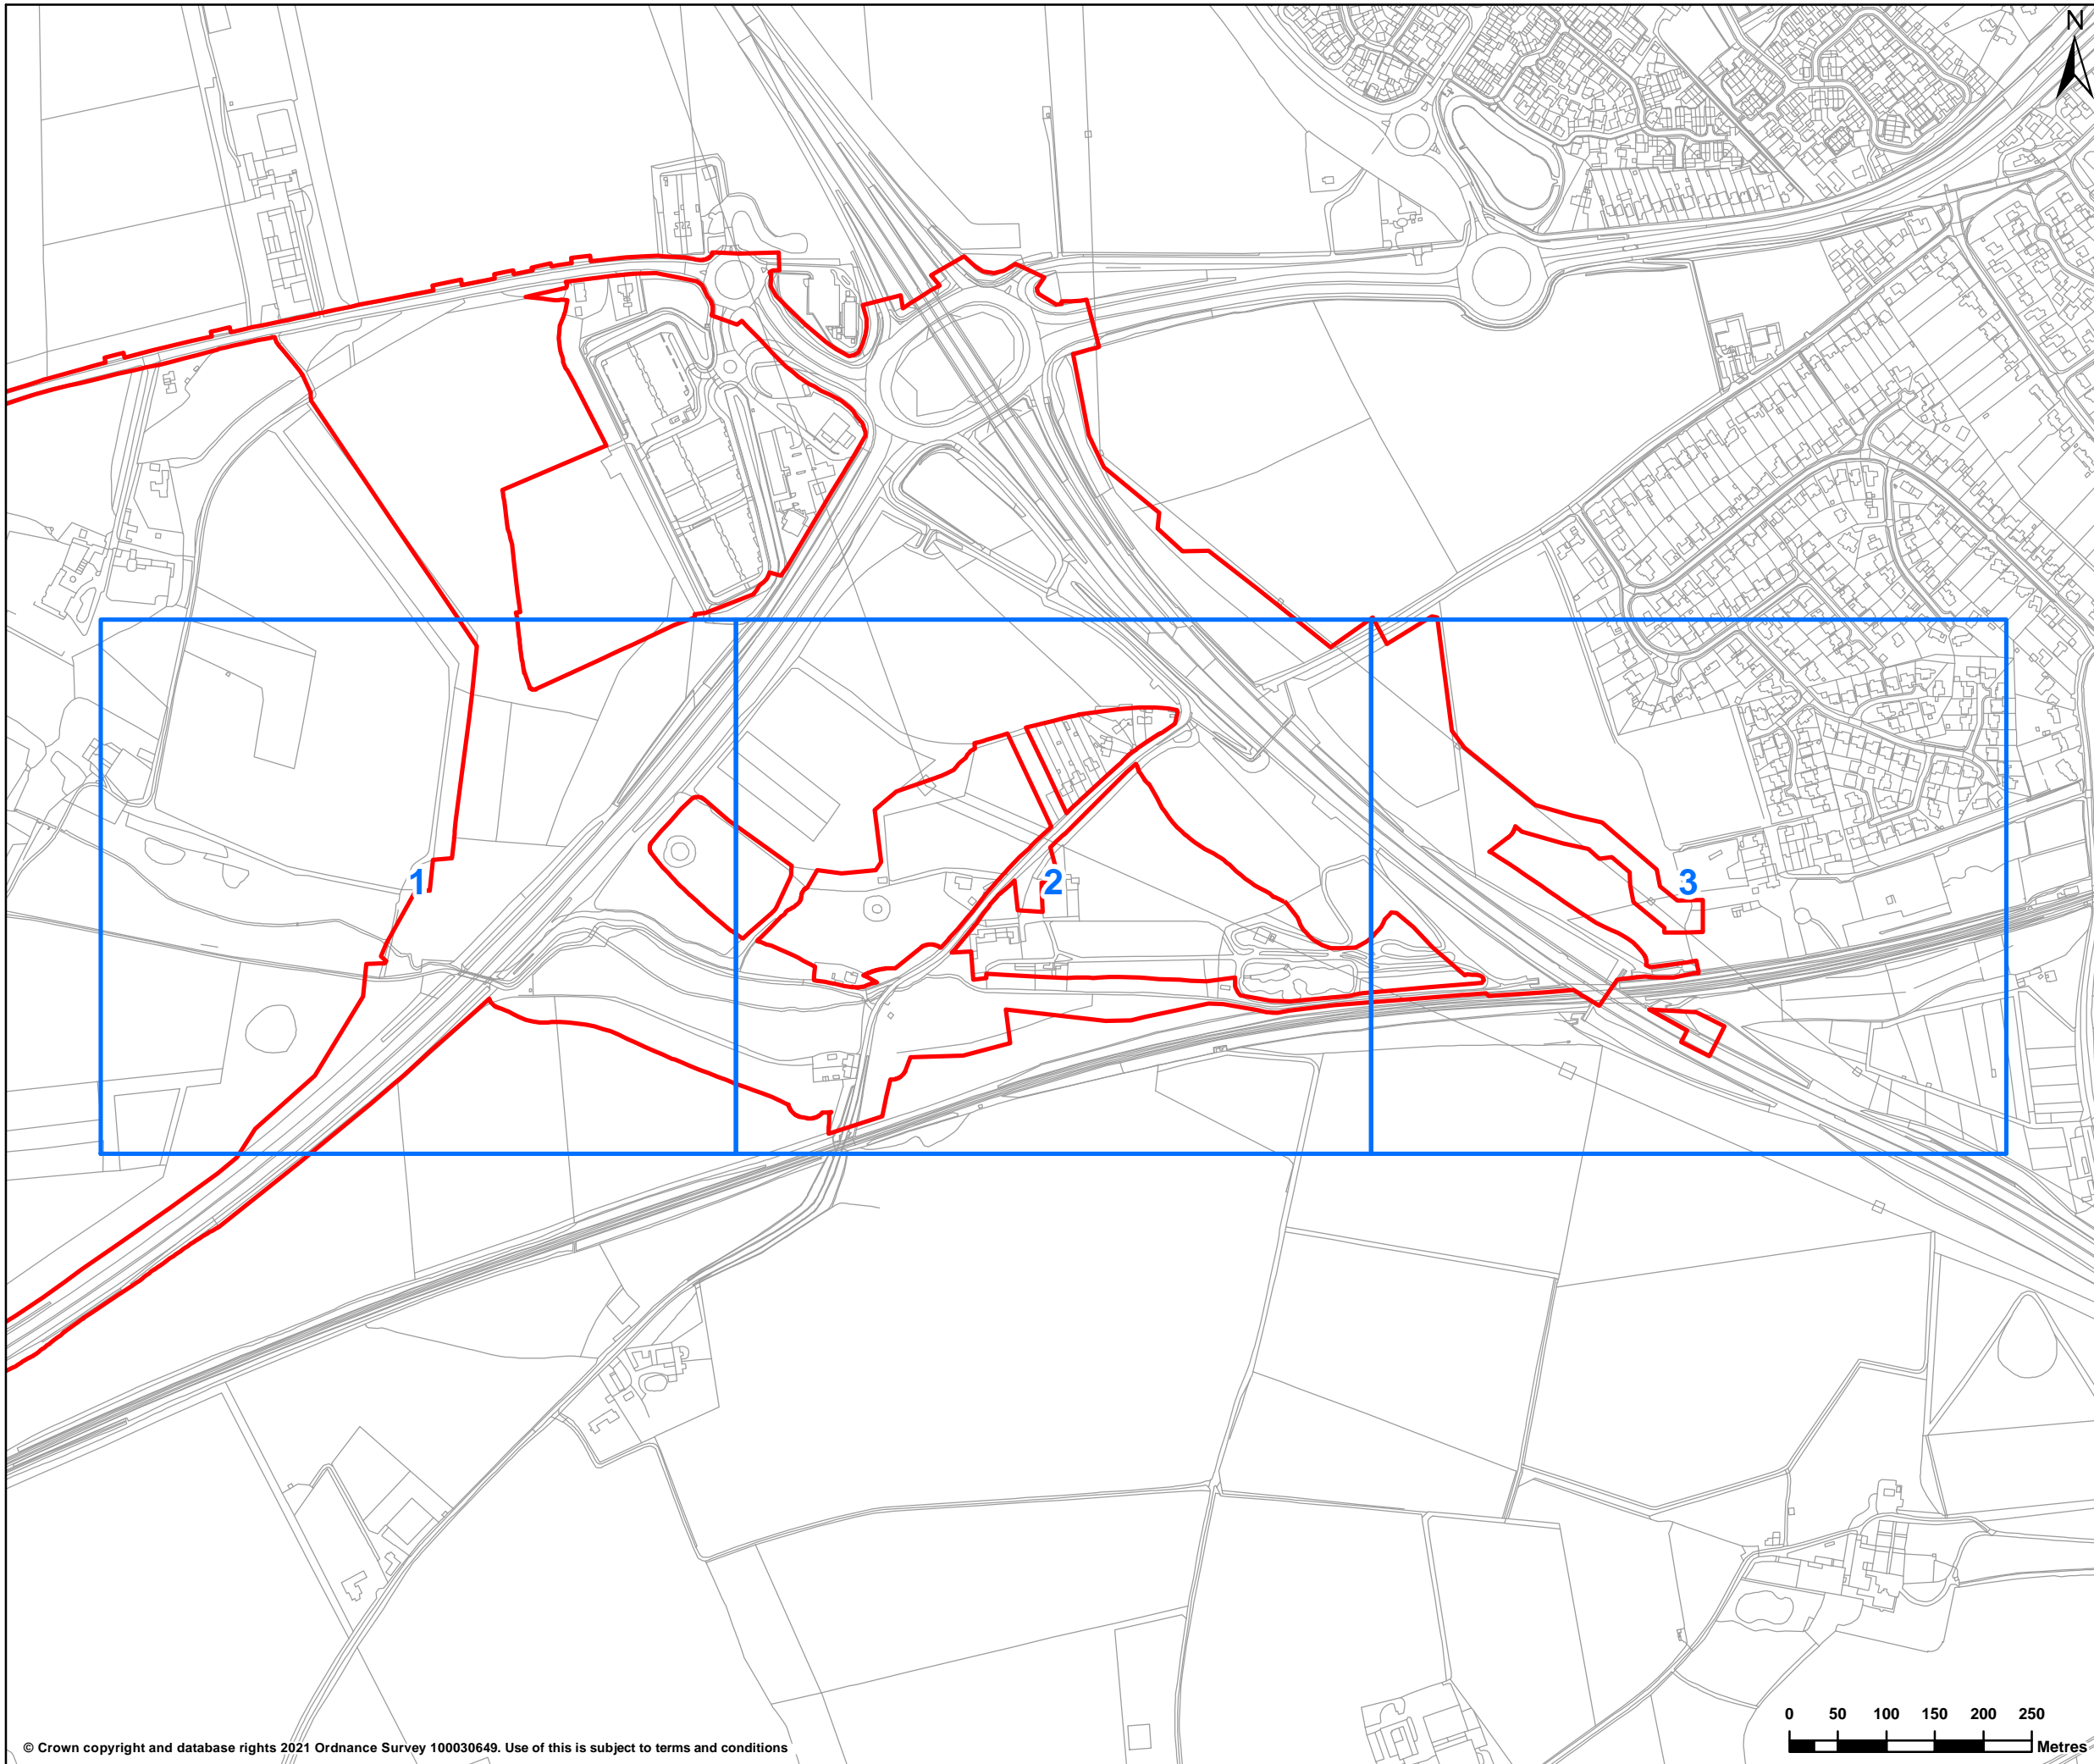 N
1
2
3
0 50 100 150 200 250
Metres
© Crown copyright and database rights 2021 Ordnance Survey 100030649. Use of this is subject to terms and conditions